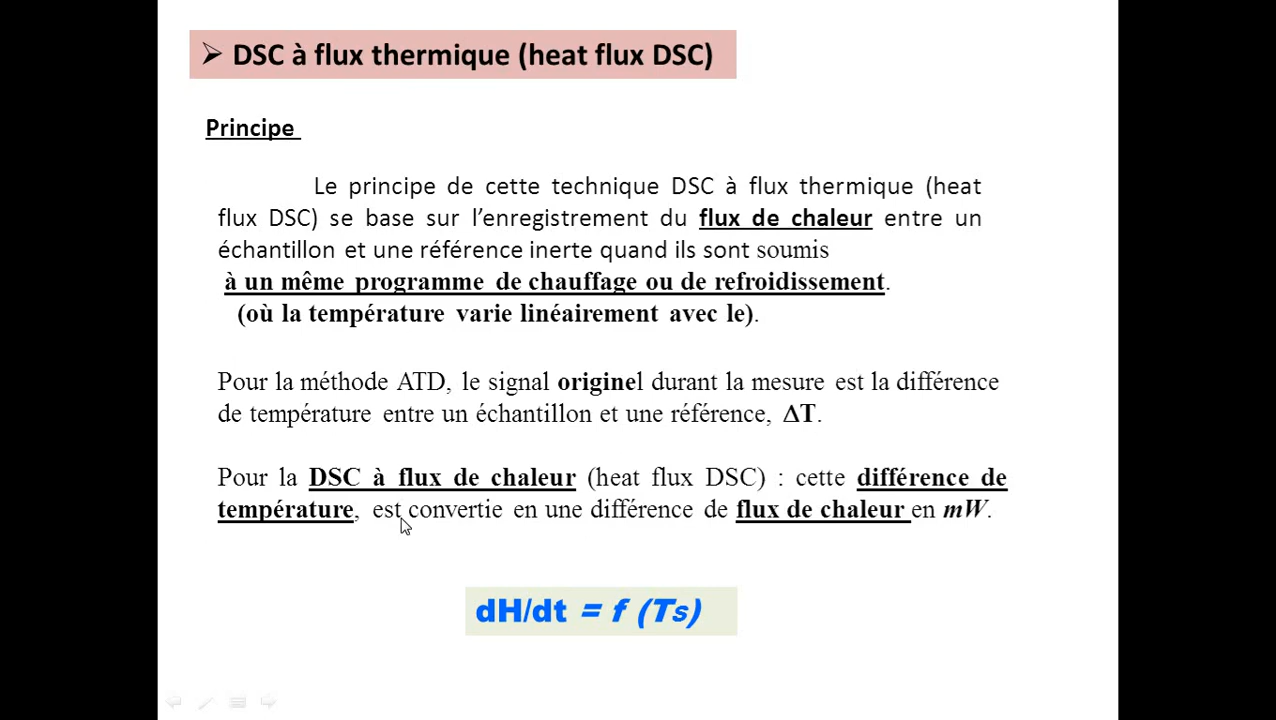 ➢ DSC à flux thermique (heat flux DSC)
Principe
Le principe de cette technique DSC à flux thermique (heat
flux DSC) se base sur l’enregistrement du flux de chaleur entre un
échantillon et une référence inerte quand ils sont soumis
à un même programme de chauffage ou de refroidissement.
(où la température varie linéairement avec le).
Pour la méthode ATD, le signal originel durant la mesure est la différence
de température entre un échantillon et une référence, ΔT.
Pour la DSC à flux de chaleur (heat flux DSC) : cette différence de
température, est convertie en une différence de flux de chaleur en mW.
dH/dt = f (Ts)